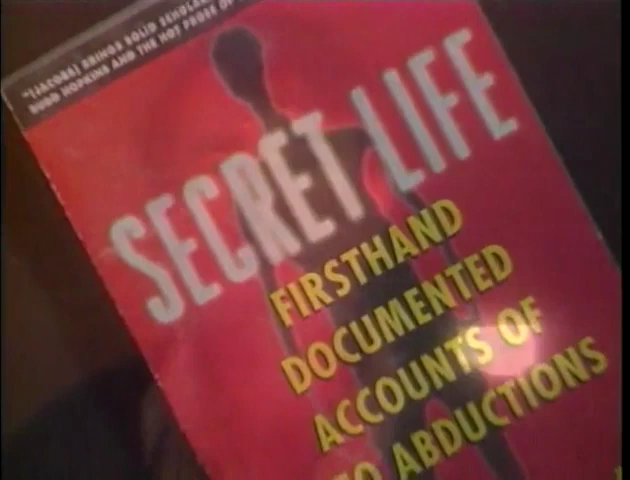 "[JACOBS] BRINGS SOLID SCHOLAR
BUDD HOPKINS AND THE HOT PROSE OF
SECRET LIFE
FIRSTHAND
DOCUMENTED
ACCOUNTS OF
ABDUCTIONS